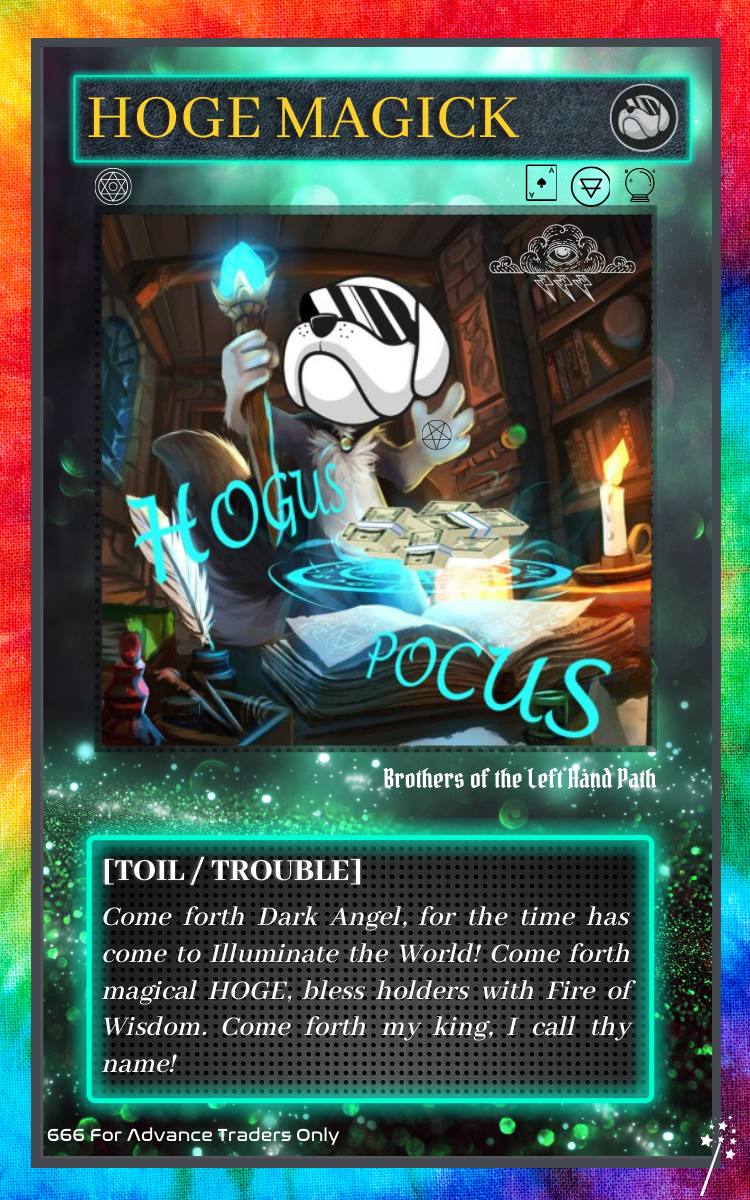 HOGE MAGICK
A
A
HOGUS
POCUS
Brothers of the Left Hand Path
[TOIL / TROUBLE]
Come forth Dark Angel, for the time has
come to Illuminate the World! Come forth
magical HOGE, bless holders with Fire of
Wisdom. Come forth my king, I call thy
name!
666 For Advance Traders Only